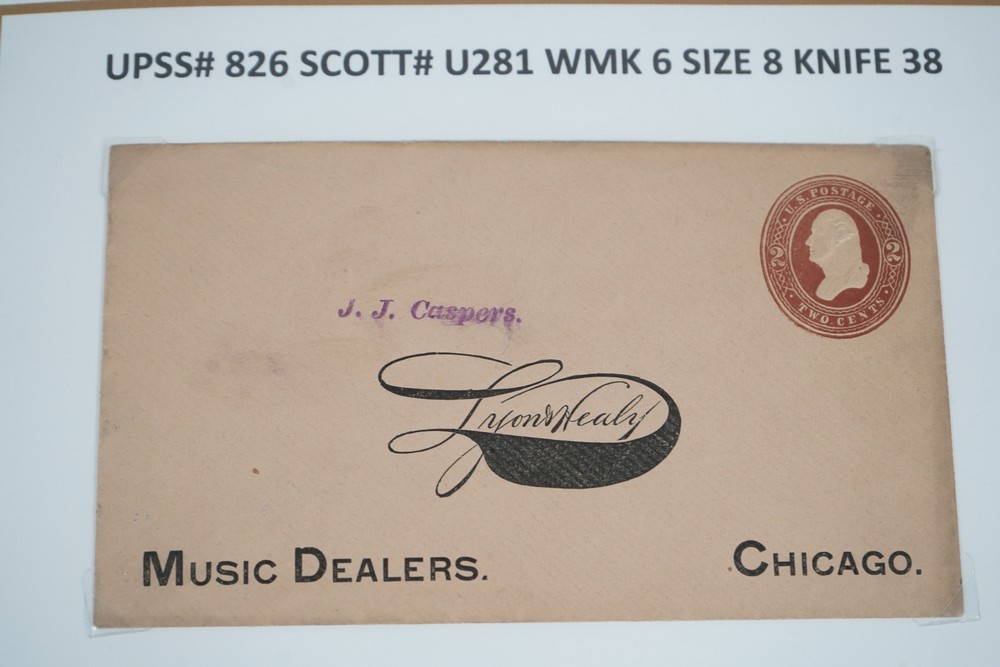 UPSS# 826 SCOTT# U281 WMK 6 SIZE 8 KNIFE 38
U.S. POSTAGE
2 2
TWO CENTS
J. J. Caspers.
Lyon & Healy
MUSIC DEALERS. CHICAGO.